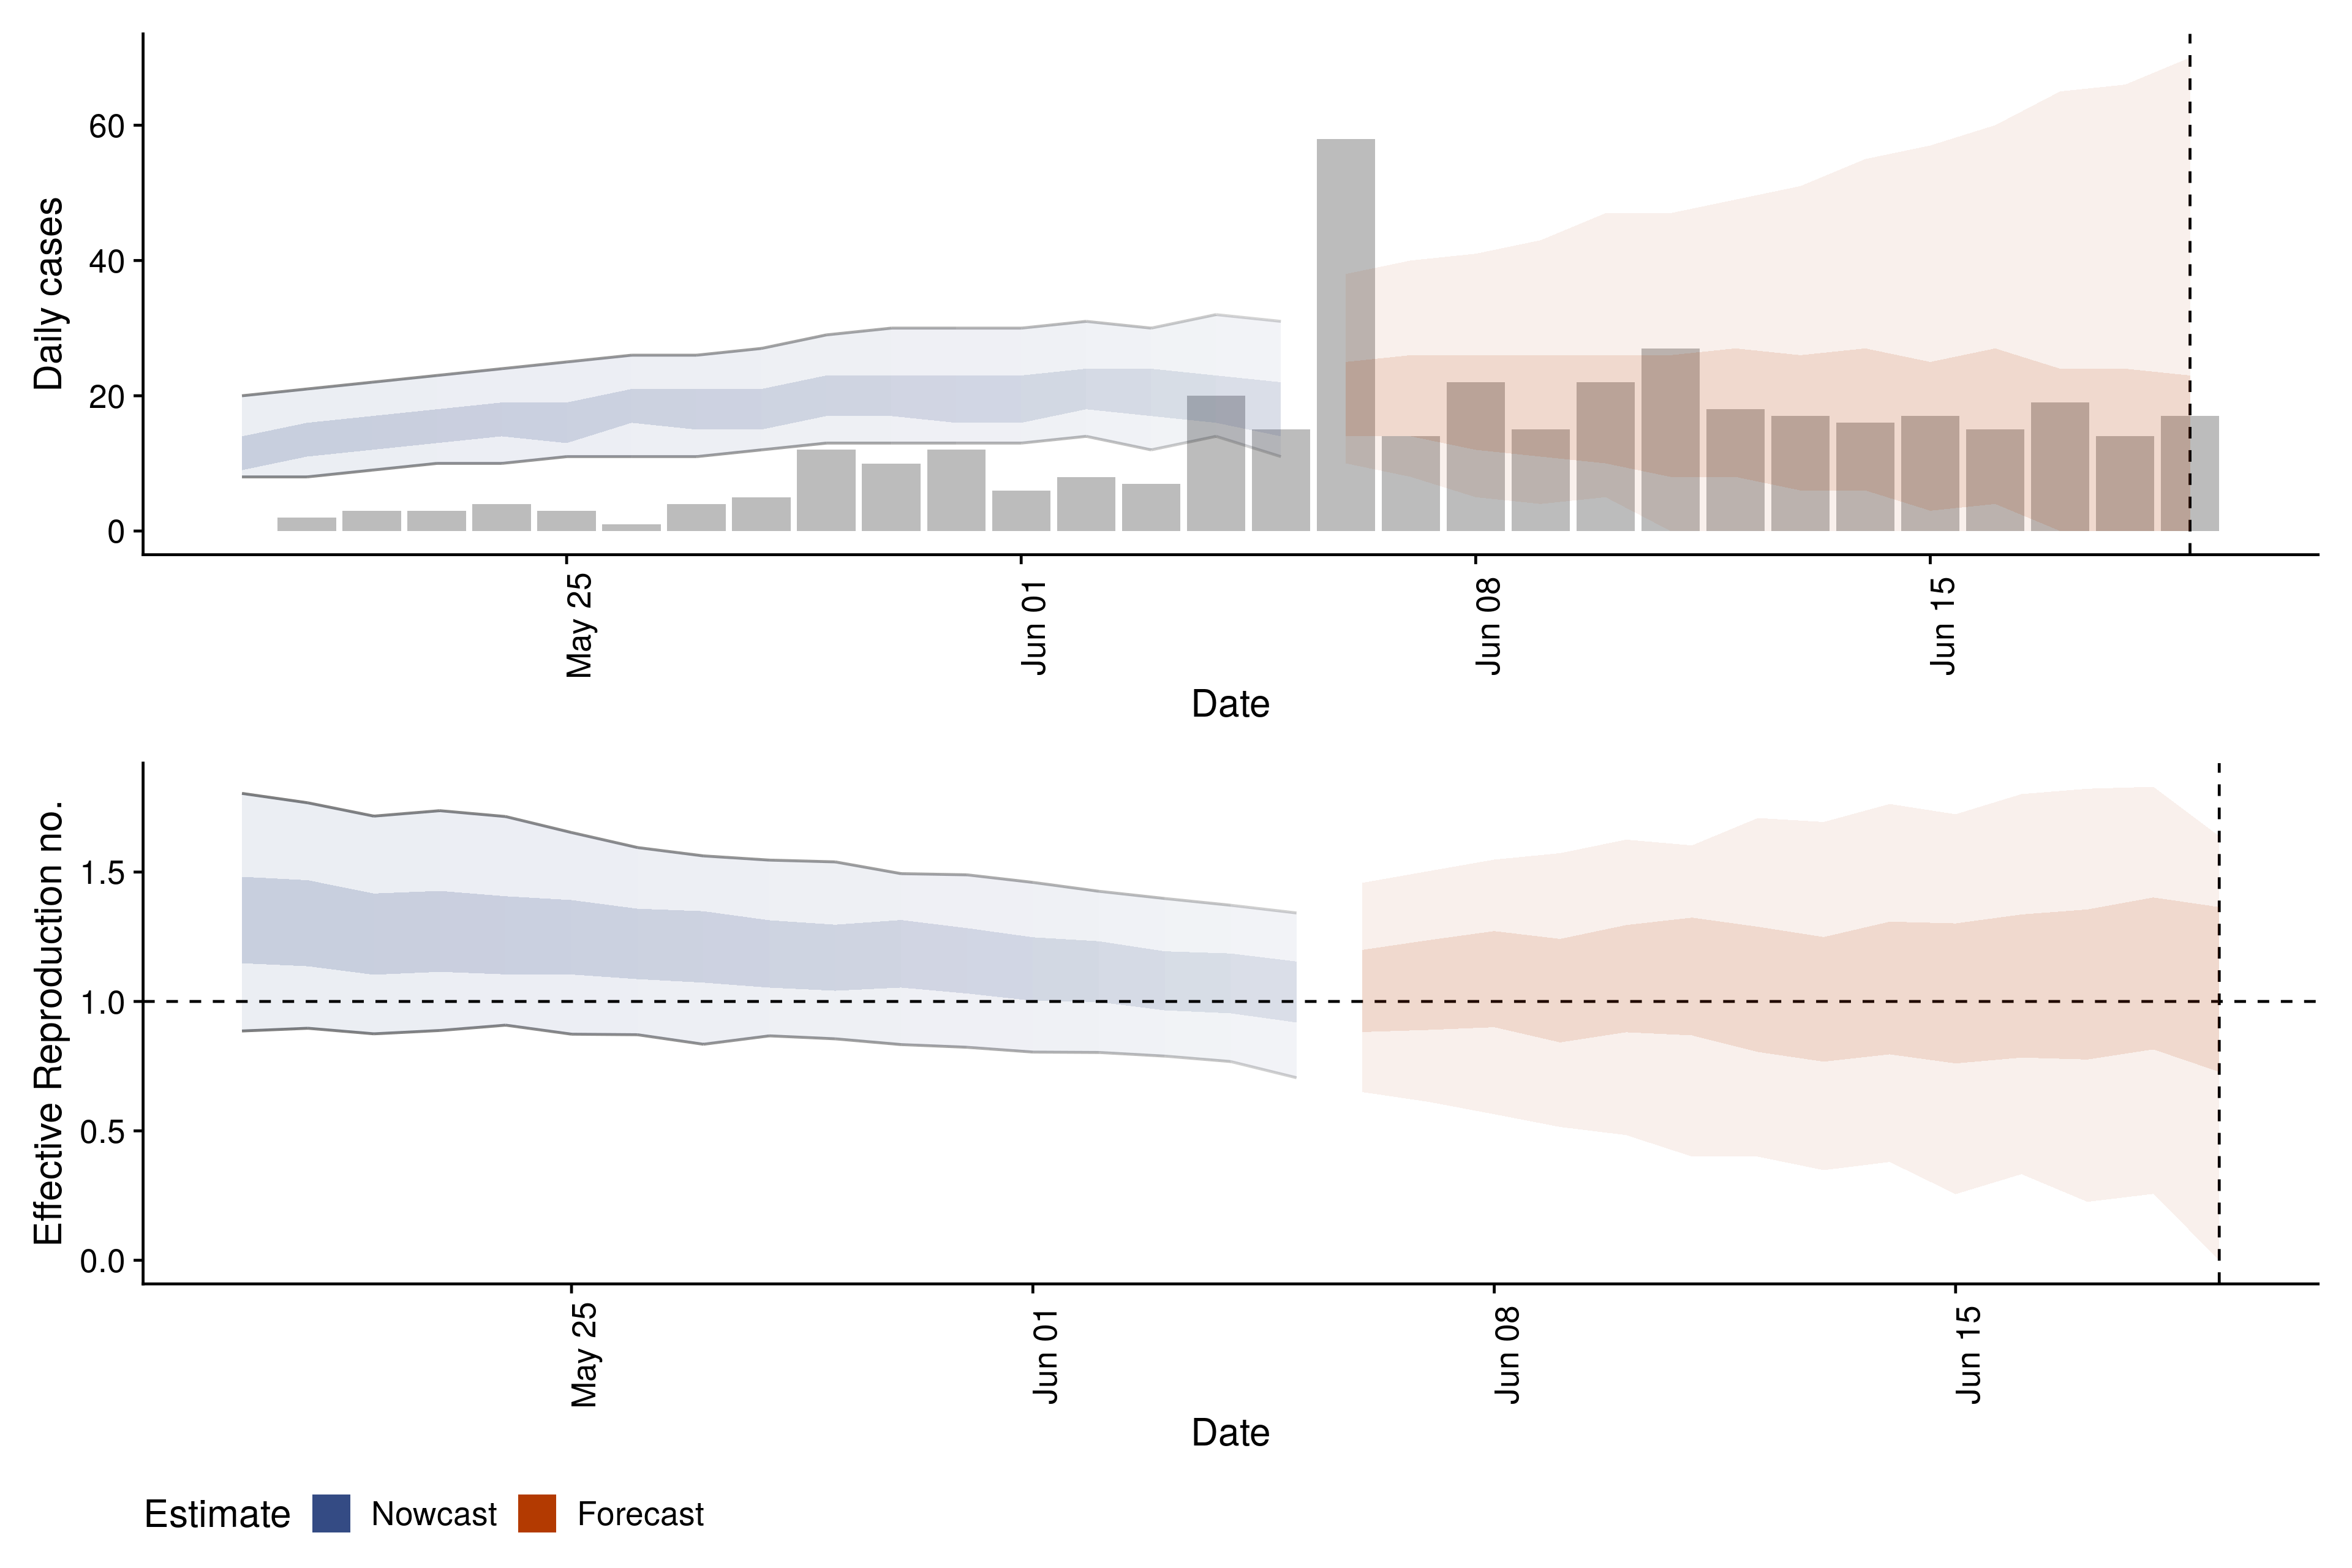 Daily cases
60
40
20
0
May 25
Jun 01
Jun 08
Jun 15
Date
Effective Reproduction no.
1.5
1.0
0.5
0.0
May 25
Jun 01
Jun 08
Jun 15
Date
Estimate Nowcast Forecast